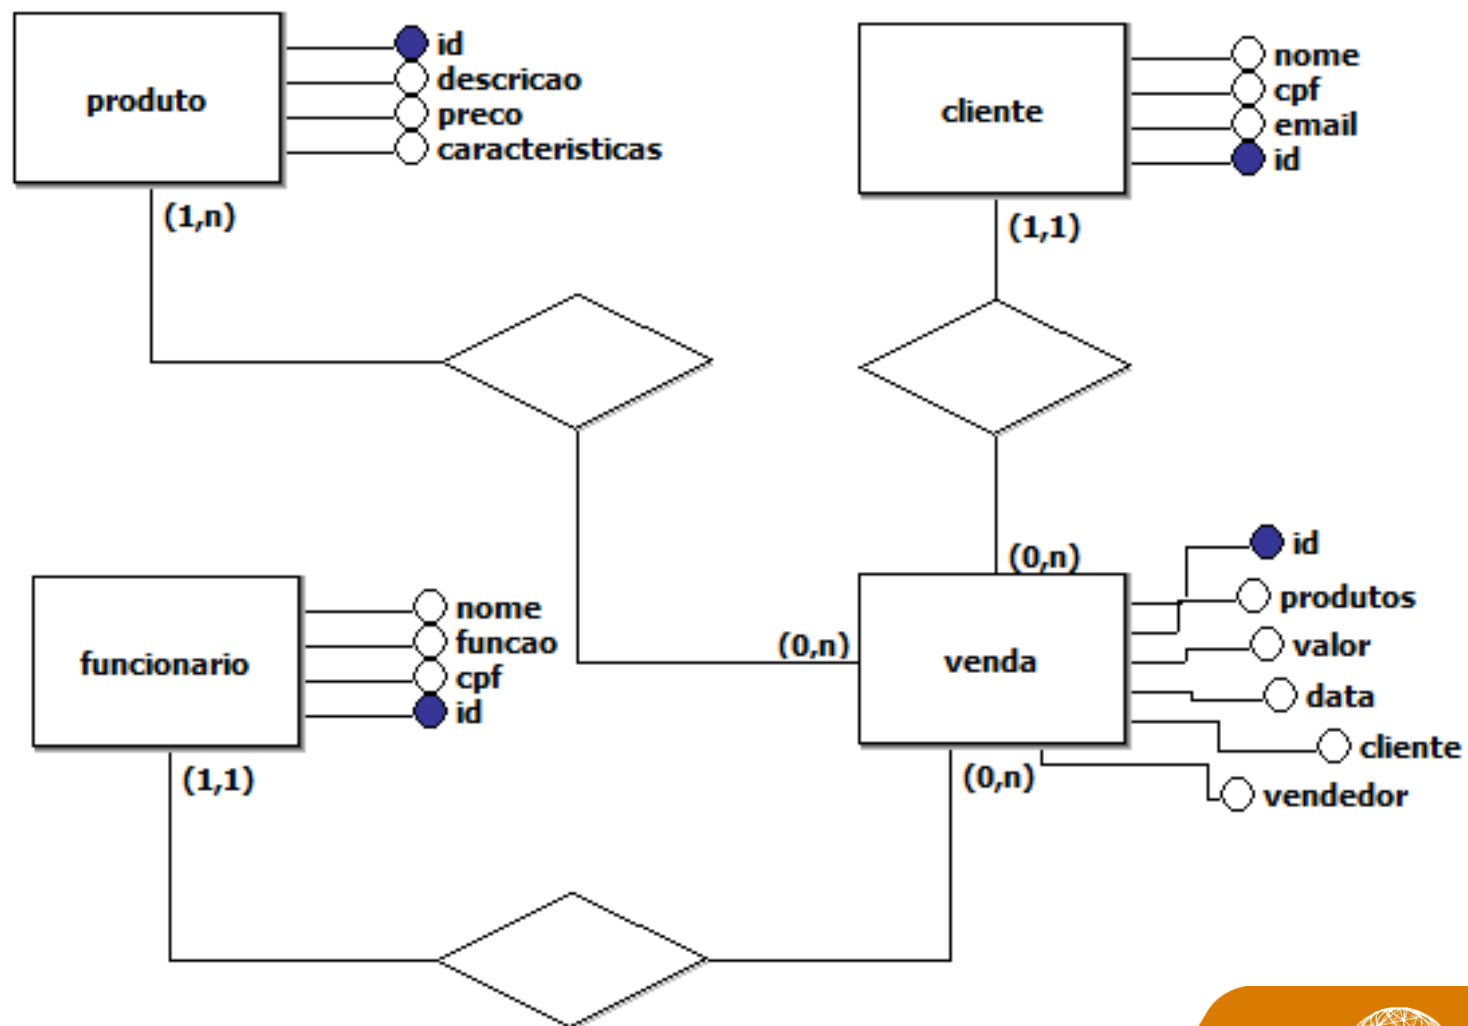 produto
id
descricao
preco
caracteristicas
(1,n)
cliente
nome
cpf
email
id
(1,1)
(0,n)
funcionario
nome
funcao
cpf
id
(1,1)
(0,n)
venda
id
produtos
valor
data
cliente
vendedor
(0,n)